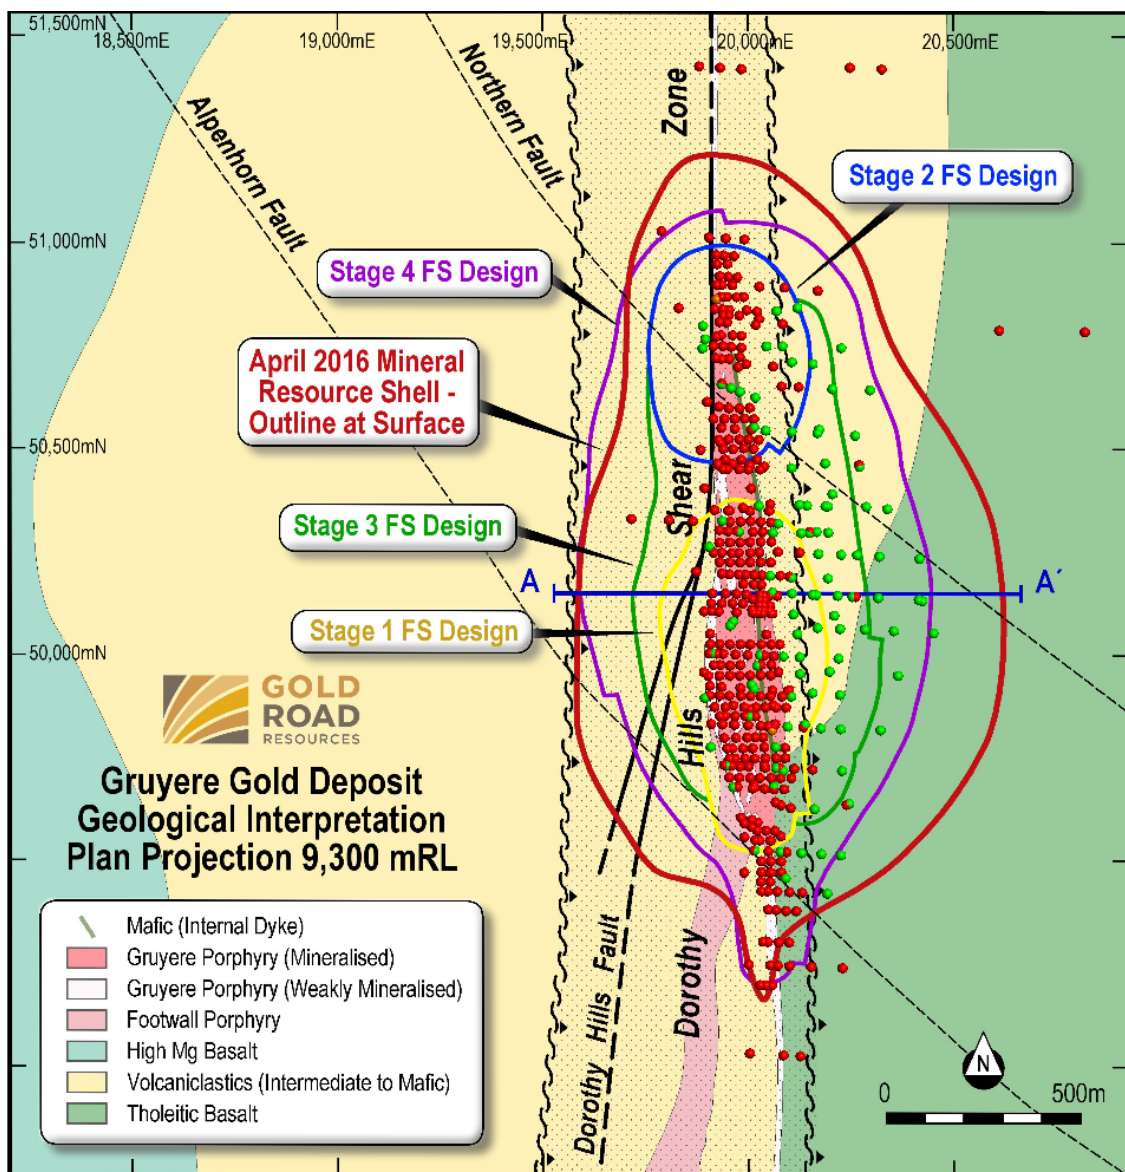 51,500mN
18,500mE
19,000mE
19,500mE
20,000mE
20,500mE
Alpenhorn Fault
Northern Fault
Zone
Stage 2 FS Design
51,000mN
Stage 4 FS Design
April 2016 Mineral
Resource Shell -
Outline at Surface
50,500mN
Shear
Stage 3 FS Design
A
A´
Stage 1 FS Design
50,000mN
GOLD
ROAD
RESOURCES
Hills
Gruyere Gold Deposit
Geological Interpretation
Plan Projection 9,300 mRL
Dorothy
Dorothy Hills Fault
Mafic (Internal Dyke)
Gruyere Porphyry (Mineralised)
Gruyere Porphyry (Weakly Mineralised)
Footwall Porphyry
High Mg Basalt
Volcaniclastics (Intermediate to Mafic)
Tholeitic Basalt
N
0
500m